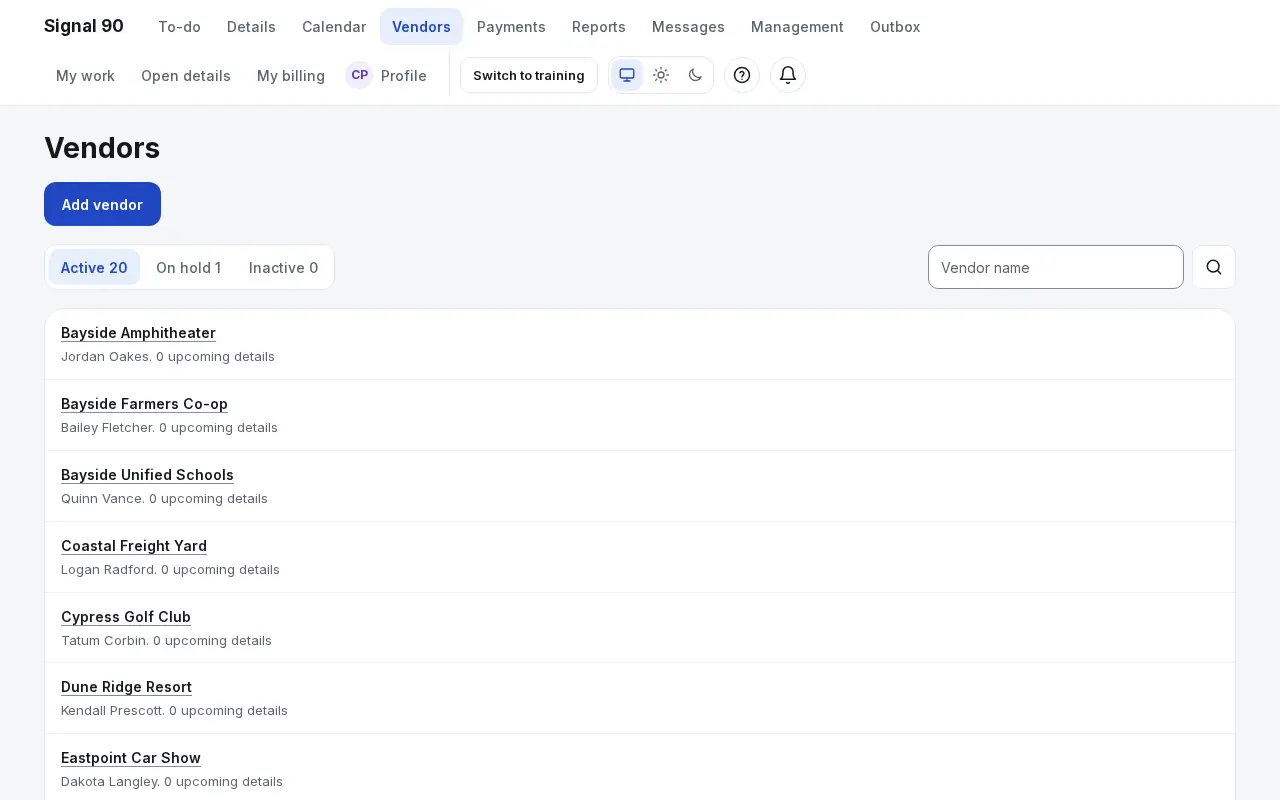 Signal 90 To-do Details Calendar Vendors Payments Reports Messages Management Outbox
My work Open details My billing CP Profile Switch to training
Vendors
Add vendor
Active 20 On hold 1 Inactive 0 Vendor name
Bayside Amphitheater
Jordan Oakes. 0 upcoming details
Bayside Farmers Co-op
Bailey Fletcher. 0 upcoming details
Bayside Unified Schools
Quinn Vance. 0 upcoming details
Coastal Freight Yard
Logan Radford. 0 upcoming details
Cypress Golf Club
Tatum Corbin. 0 upcoming details
Dune Ridge Resort
Kendall Prescott. 0 upcoming details
Eastpoint Car Show
Dakota Langley. 0 upcoming details